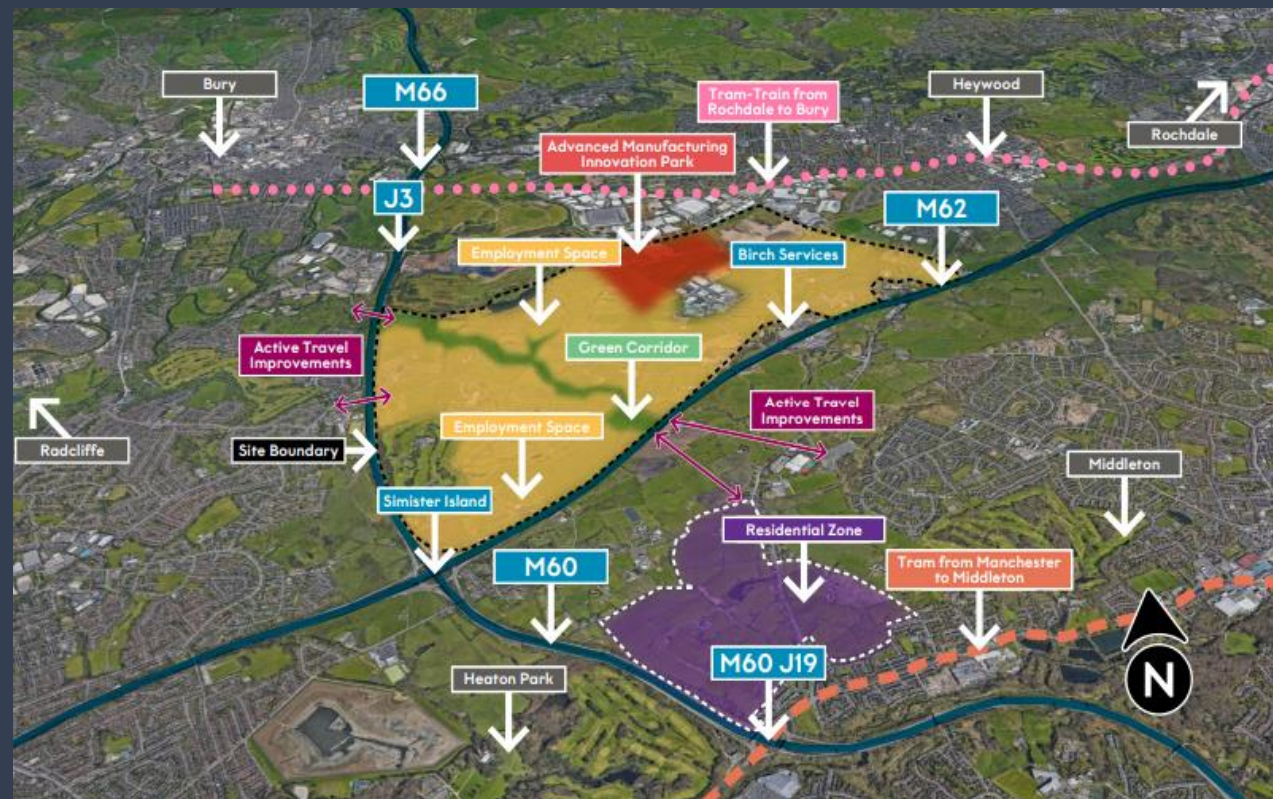 Bury
M66
Tram-Train from
Rochdale to Bury
Heywood
Rochdale
Advanced Manufacturing
Innovation Park
J3
M62
Employment Space
Birch Services
Active Travel
Improvements
Green Corridor
Active Travel
Improvements
Radcliffe
Site Boundary
Employment Space
Middleton
Simister Island
Residential Zone
M60
Tram from Manchester
to Middleton
M60 J19
Heaton Park
N